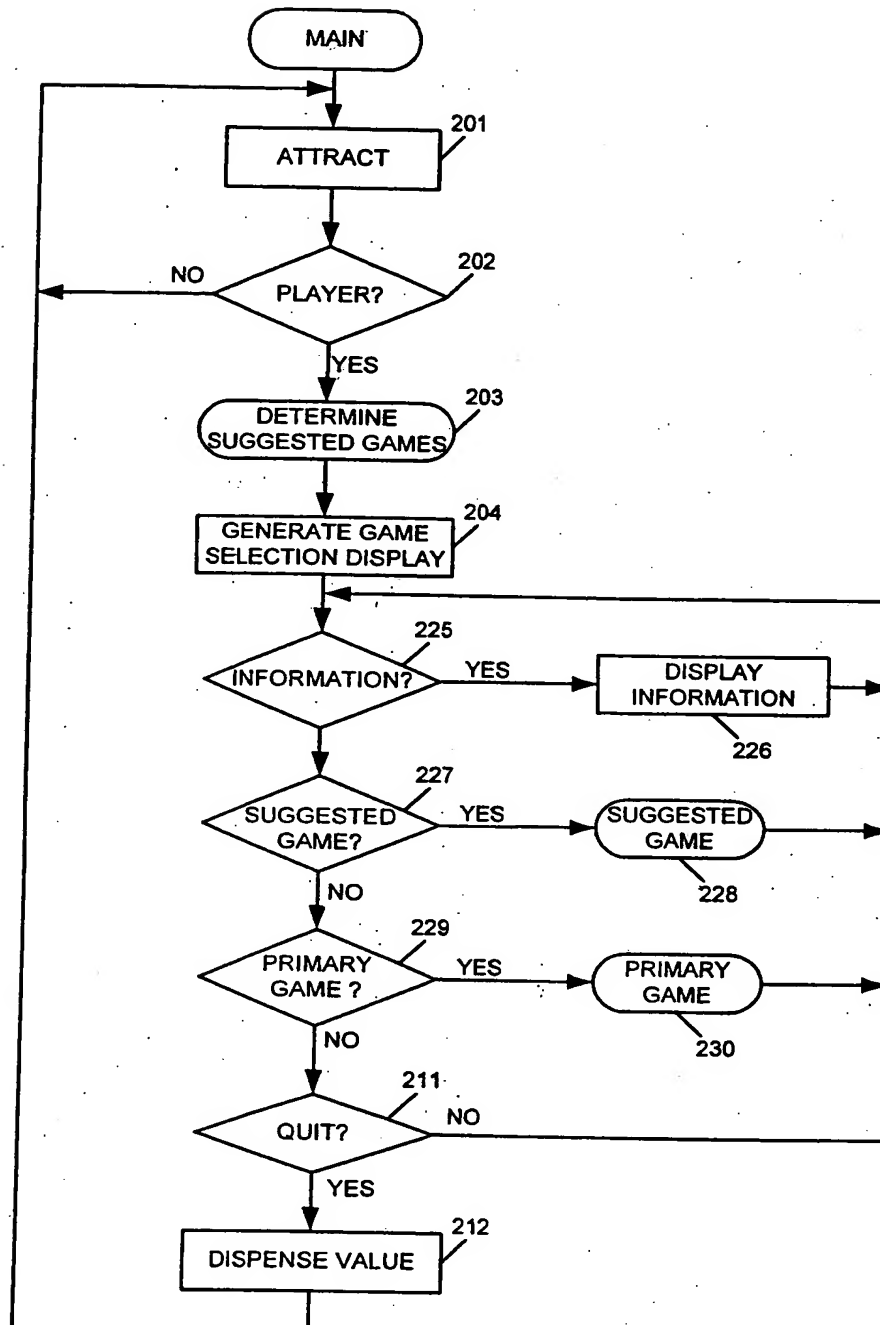 MAIN
201
ATTRACT
202
NO
PLAYER?
YES
203
DETERMINE
SUGGESTED GAMES
204
GENERATE GAME
SELECTION DISPLAY
225
INFORMATION?
YES
DISPLAY
INFORMATION
226
227
SUGGESTED
GAME?
YES
SUGGESTED
GAME
228
NO
229
PRIMARY
GAME ?
YES
PRIMARY
GAME
230
NO
211
QUIT?
NO
YES
212
DISPENSE VALUE